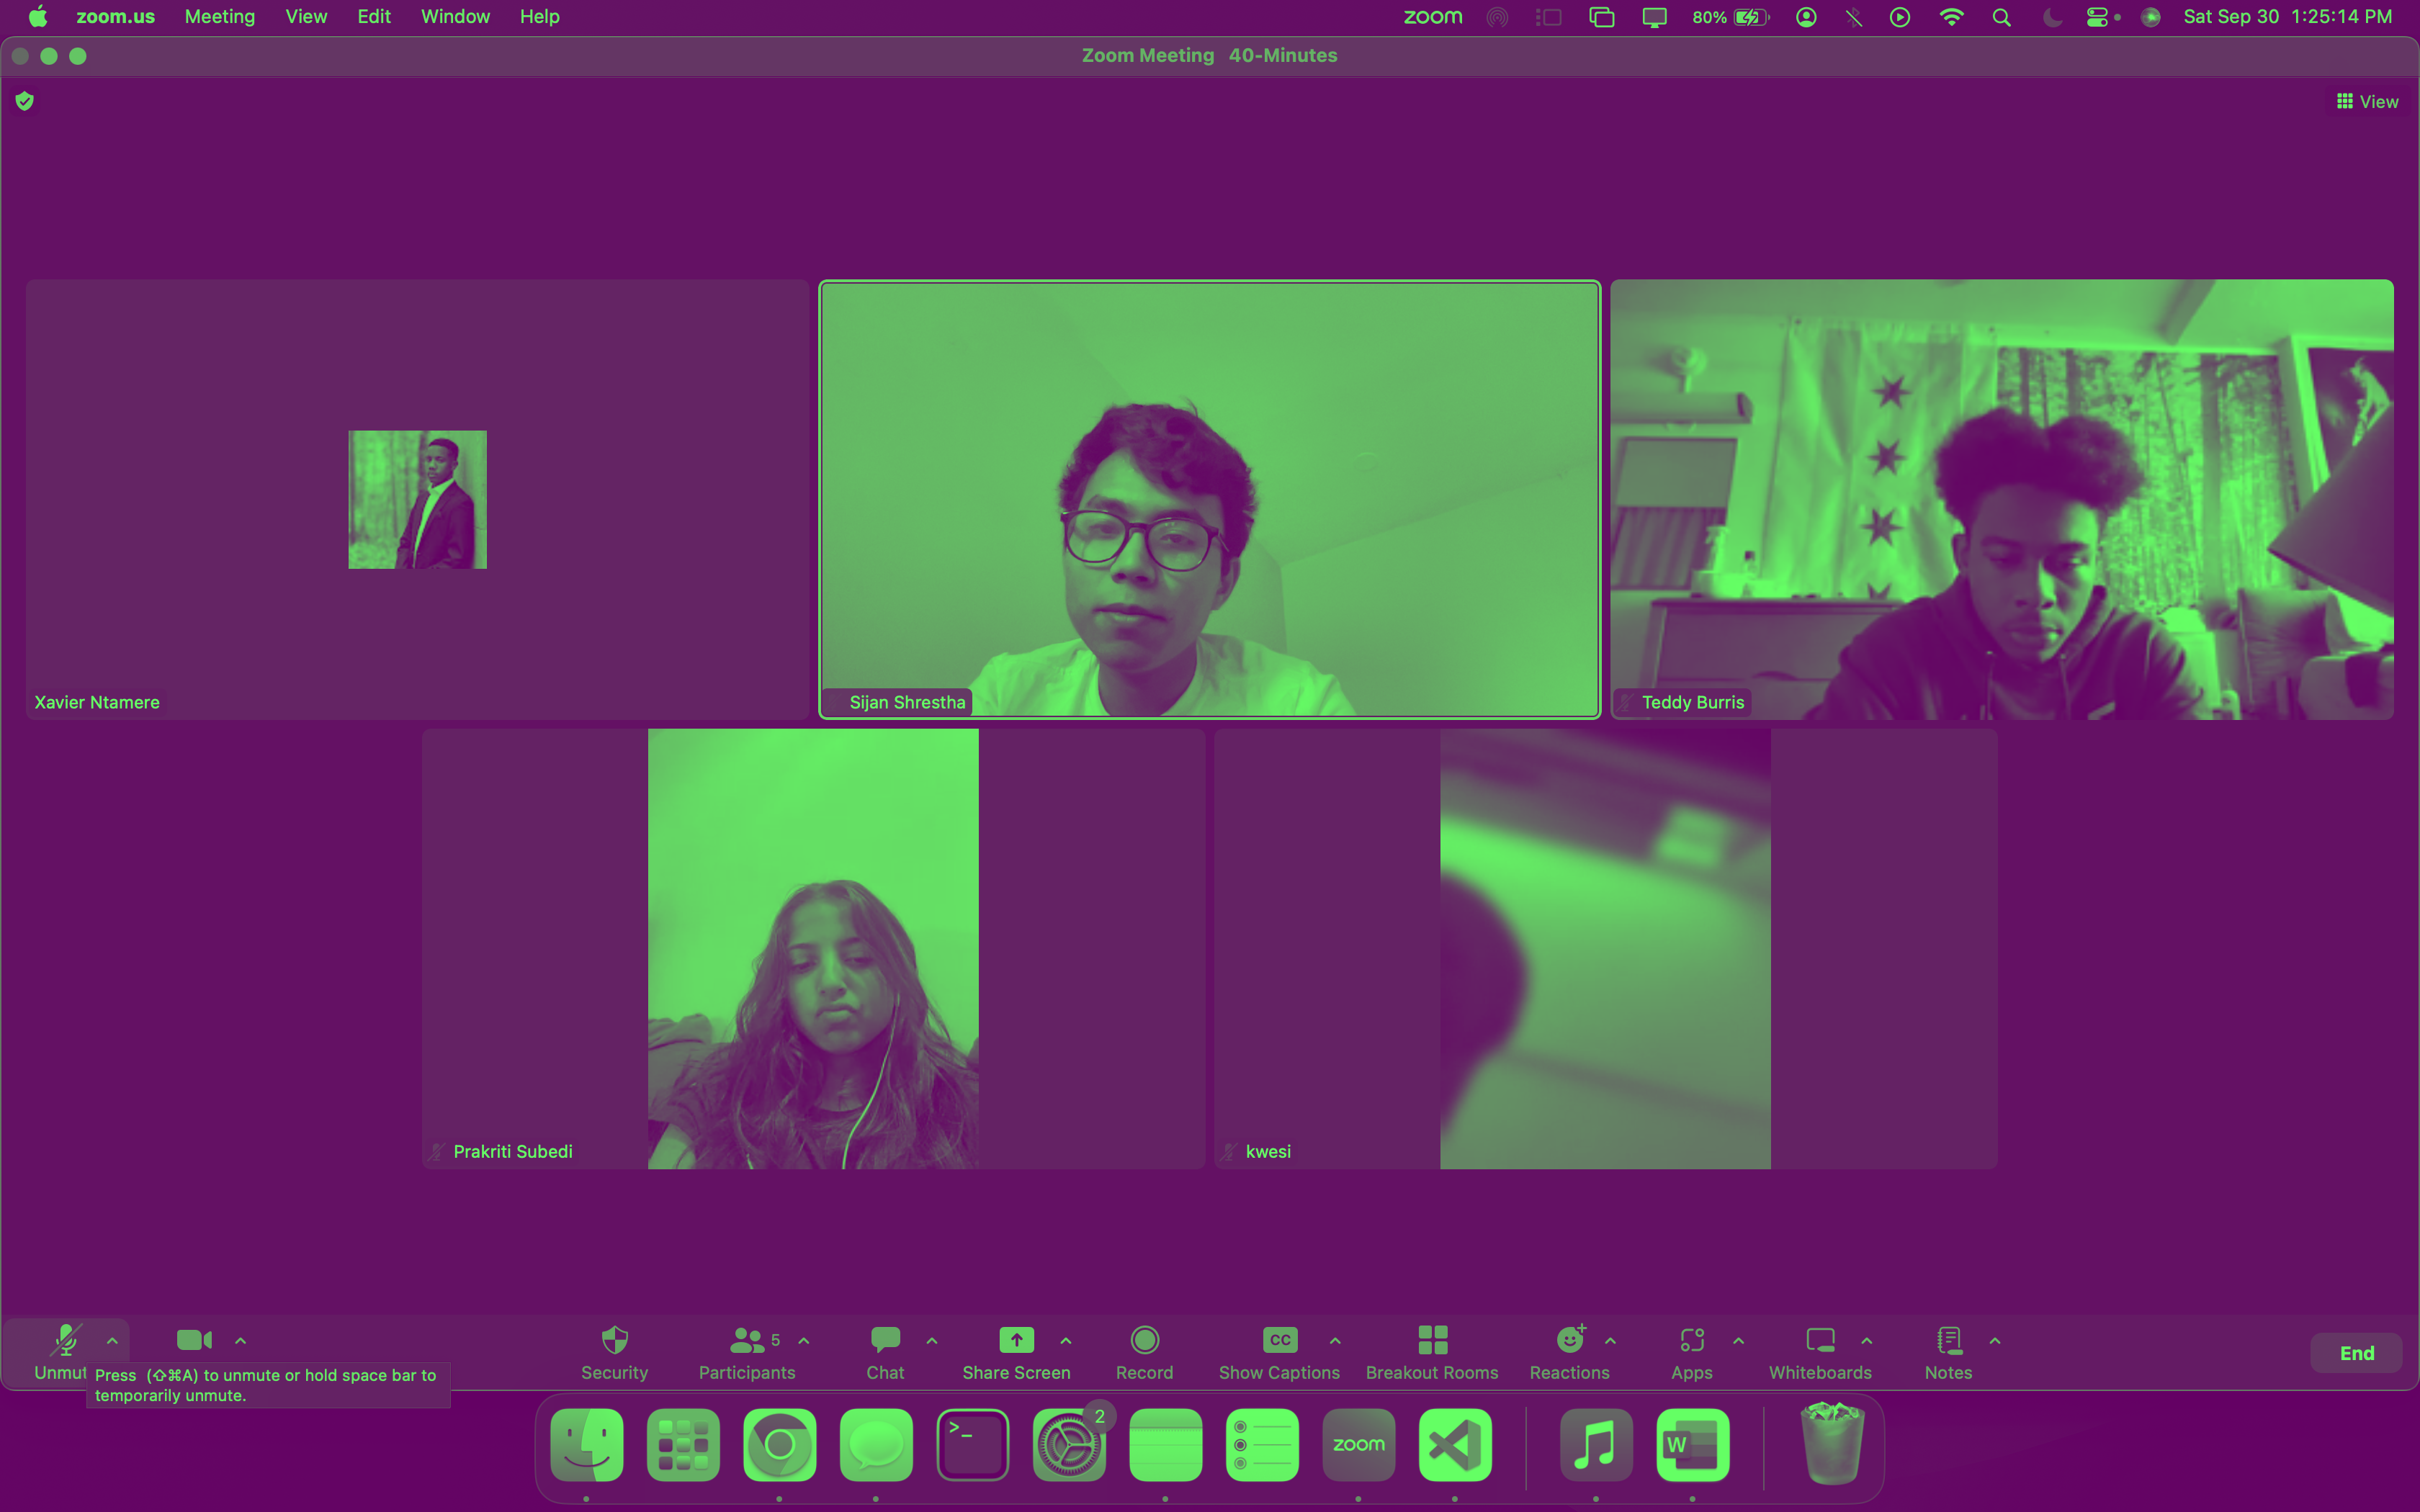 zoom.us Meeting View Edit Window Help zoom 80% Sat Sep 30 1:25:14 PM
Zoom Meeting 40-Minutes
View
Xavier Ntamere
Sijan Shrestha
Teddy Burris
Prakriti Subedi
kwesi
5
CC
Unmut
Security Participants Chat Share Screen Record Show Captions Breakout Rooms Reactions Apps Whiteboards Notes End
Press (⇧⌘A) to unmute or hold space bar to
temporarily unmute.
2
>_
zoom
W